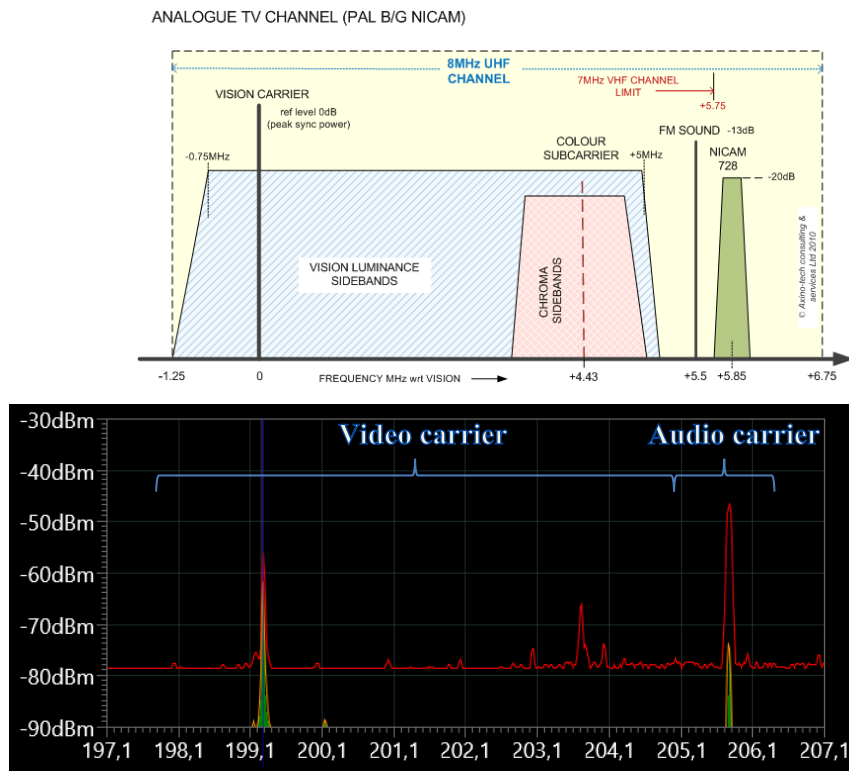 ANALOGUE TV CHANNEL (PAL B/G NICAM)
8MHz UHF
CHANNEL
7MHz VHF CHANNEL
LIMIT
+5.75
VISION CARRIER
ref level 0dB
(peak sync power)
FM SOUND -13dB
COLOUR
SUBCARRIER
NICAM
728
-0.75MHz
+5MHz
-20dB
VISION LUMINANCE
SIDEBANDS
CHROMA
SIDEBANDS
© Axino-tech consulting &
services Ltd 2010
-1.25
0
FREQUENCY MHz wrt VISION
+4.43
+5.5
+5.85
+6.75
-30dBm
Video carrier
Audio carrier
-40dBm
-50dBm
-60dBm
-70dBm
-80dBm
-90dBm
197,1
198,1
199,1
200,1
201,1
202,1
203,1
204,1
205,1
206,1
207,1